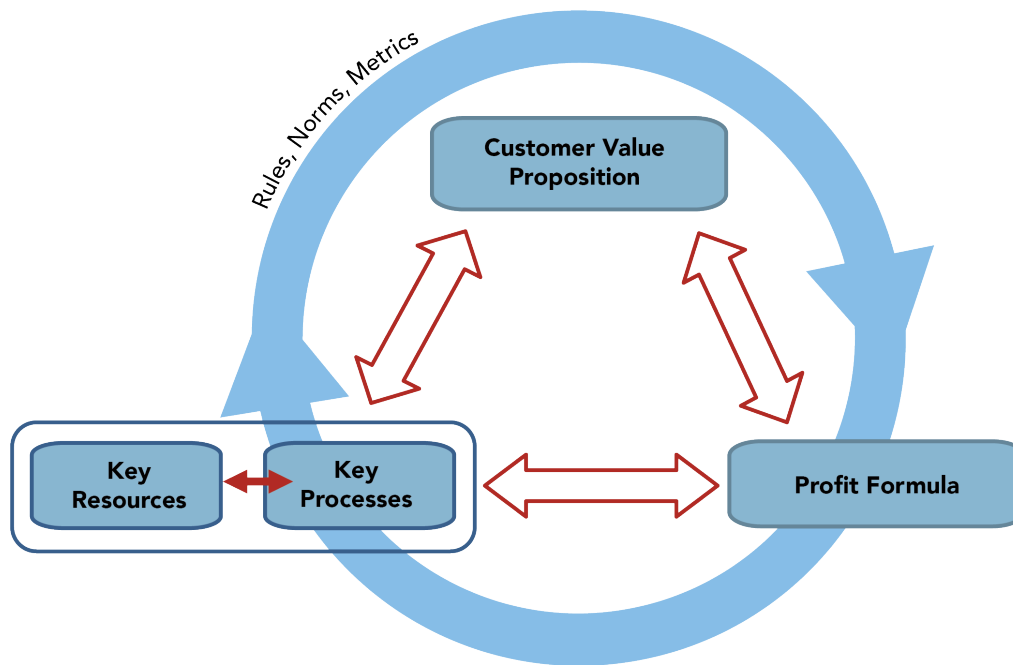 Rules, Norms, Metrics
Customer Value
Proposition
Key
Resources
Key
Processes
Profit Formula